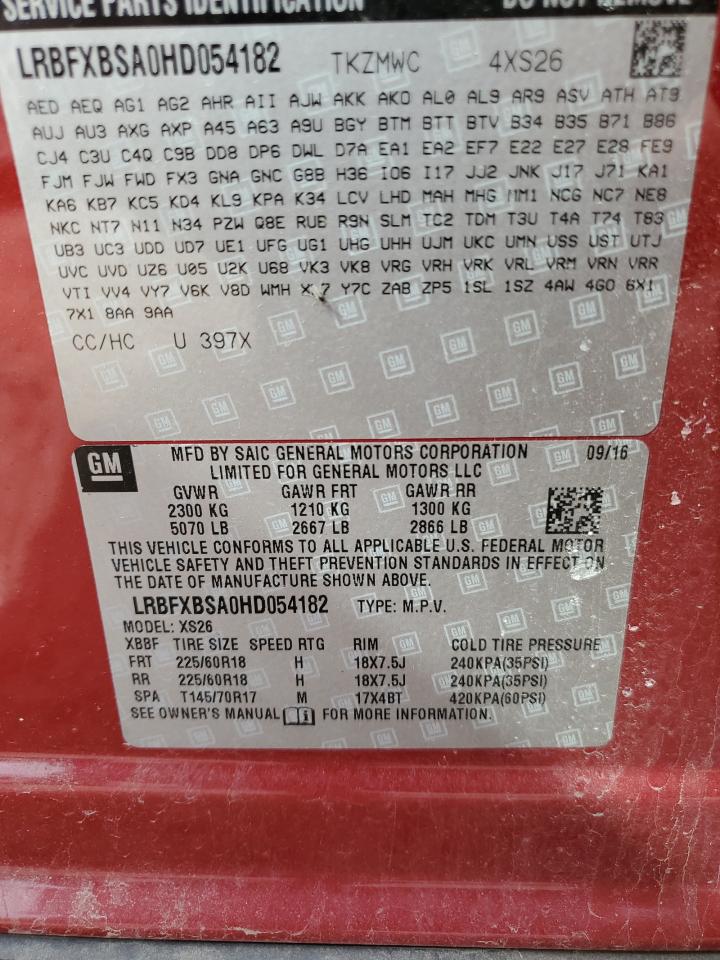 SERVICE PARTS IDENTIFICATION DO NOT REMOVE
LRBFXBSA0HD054182 TKZMWC 4XS26
AED AEQ AG1 AG2 AHR AII AJW AKK AKO AL0 AL9 AR9 ASV ATH AT9
AUJ AU3 AXG AXP A45 A63 A9U BGY BTM BTT BTV B34 B35 B71 B86
CJ4 C3U C4Q C9B DD8 DP6 DWL D7A EA1 EA2 EF7 E22 E27 E28 FE9
FJM FJW FWD FX3 GNA GNC G8B H36 IO6 I17 JJ2 JNK J17 J71 KA1
KA6 KB7 KC5 KD4 KL9 KPA K34 LCV LHD MAH MHG MM1 NCG NC7 NE8
NKC NT7 N11 N34 PZW Q8E RUE R9N SLM TC2 TDM T3U T4A T74 T83
UB3 UC3 UDD UD7 UE1 UFG UG1 UHG UHH UJM UKC UMN USS UST UTJ
UVC UVD UZ6 U05 U2K U68 VK3 VK8 VRG VRH VRK VRL VRM VRN VRR
VTI VV4 VY7 V6K V8D WMH Y7C ZAB ZP5 1SL 1SZ 4AW 4GO 6X1
7X1 8AA 9AA
CC/HC U 397X
GM
MFD BY SAIC GENERAL MOTORS CORPORATION 09/16
LIMITED FOR GENERAL MOTORS LLC
GVWR GAWR FRT GAWR RR
2300 KG 1210 KG 1300 KG
5070 LB 2667 LB 2866 LB
THIS VEHICLE CONFORMS TO ALL APPLICABLE U.S. FEDERAL MOTOR
VEHICLE SAFETY AND THEFT PREVENTION STANDARDS IN EFFECT ON
THE DATE OF MANUFACTURE SHOWN ABOVE.
LRBFXBSA0HD054182 TYPE: M.P.V.
MODEL: XS26
XBBF TIRE SIZE SPEED RTG RIM COLD TIRE PRESSURE
FRT 225/60R18 H 18X7.5J 240KPA(35PSI)
RR 225/60R18 H 18X7.5J 240KPA(35PSI)
SPA T145/70R17 M 17X4BT 420KPA(60PSI)
SEE OWNER'S MANUAL FOR MORE INFORMATION.